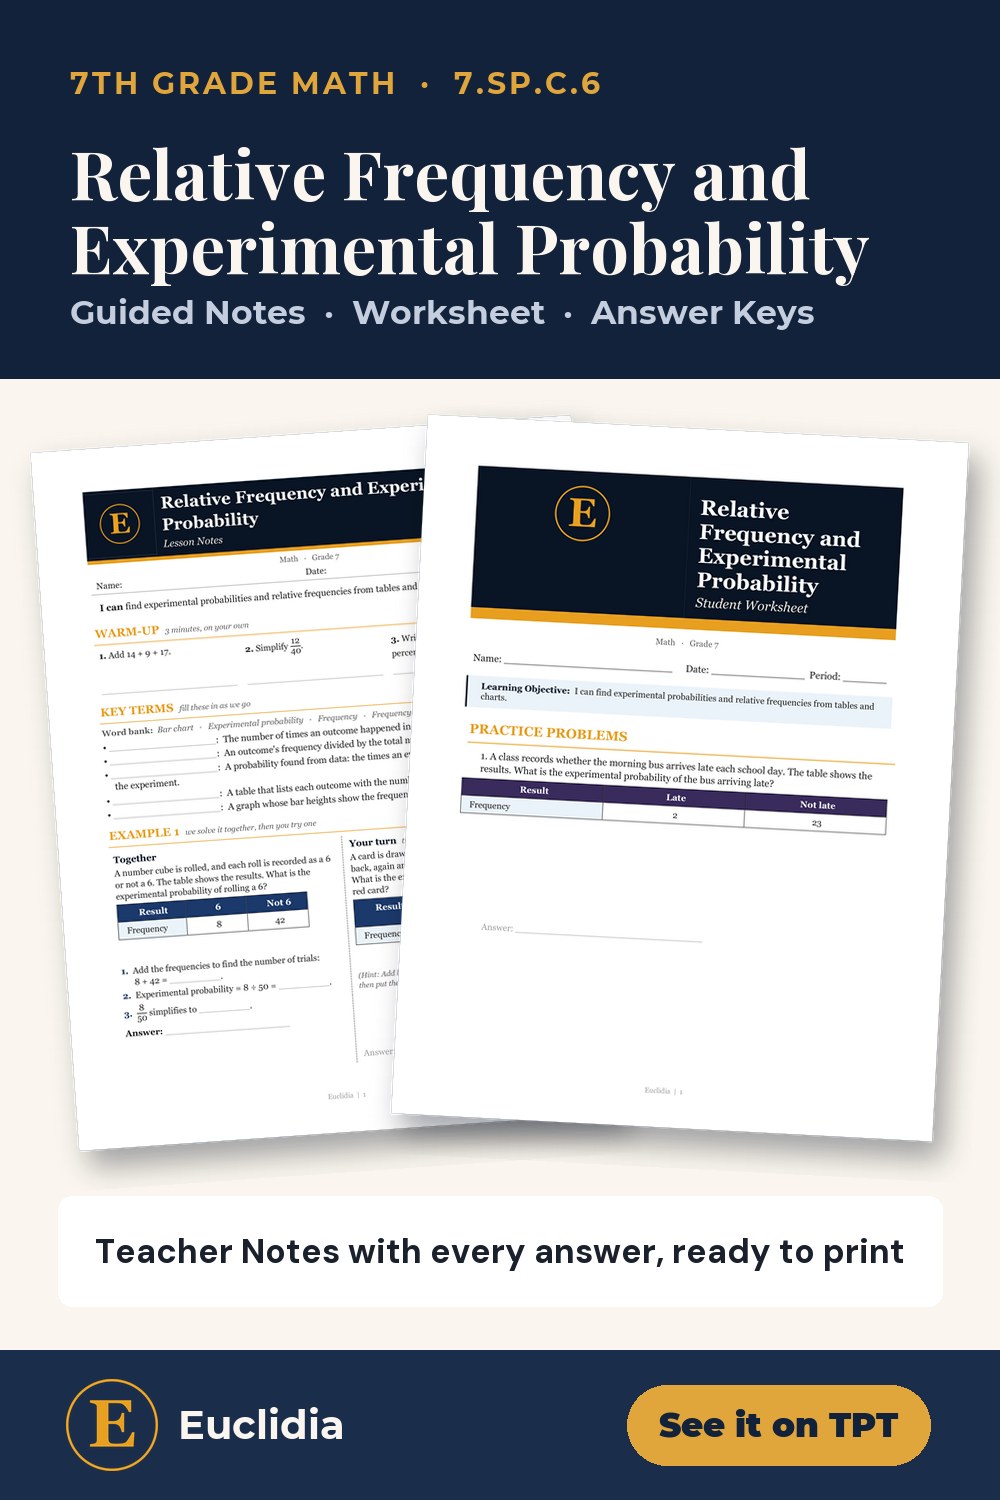 7TH GRADE MATH · 7.SP.C.6
Relative Frequency and
Experimental Probability
Guided Notes · Worksheet · Answer Keys
E
Relative Frequency and Experi
Probability
Lesson Notes
Math · Grade 7
Name:
Date:
I can find experimental probabilities and relative frequencies from tables and
WARM-UP 3 minutes, on your own
1. Add 14 + 9 + 17.
2. Simplify 12/40.
3. Wri
percen
KEY TERMS fill these in as we go
Word bank: Bar chart · Experimental probability · Frequency · Frequency
• : The number of times an outcome happened in
• : An outcome's frequency divided by the total n
• : A probability found from data: the times an ev
the experiment.
• : A table that lists each outcome with the num
• : A graph whose bar heights show the frequen
EXAMPLE 1 we solve it together, then you try one
Together
A number cube is rolled, and each roll is recorded as a 6
or not a 6. The table shows the results. What is the
experimental probability of rolling a 6?
Result 6 Not 6
Frequency 8 42
1. Add the frequencies to find the number of trials:
8 + 42 = ________.
2. Experimental probability = 8 ÷ 50 = ________.
3. 8/50 simplifies to ________.
Answer:
Your turn
A card is draw
back, again an
What is the e
red card?
Resul
Frequenc
(Hint: Add
then put the
Answer
Euclidia | 1
E
Relative
Frequency and
Experimental
Probability
Student Worksheet
Math · Grade 7
Name: Date: Period:
Learning Objective: I can find experimental probabilities and relative frequencies from tables and
charts.
PRACTICE PROBLEMS
1. A class records whether the morning bus arrives late each school day. The table shows the
results. What is the experimental probability of the bus arriving late?
Result Late Not late
Frequency 2 23
Answer:
Euclidia | 1
Teacher Notes with every answer, ready to print
E
Euclidia
See it on TPT